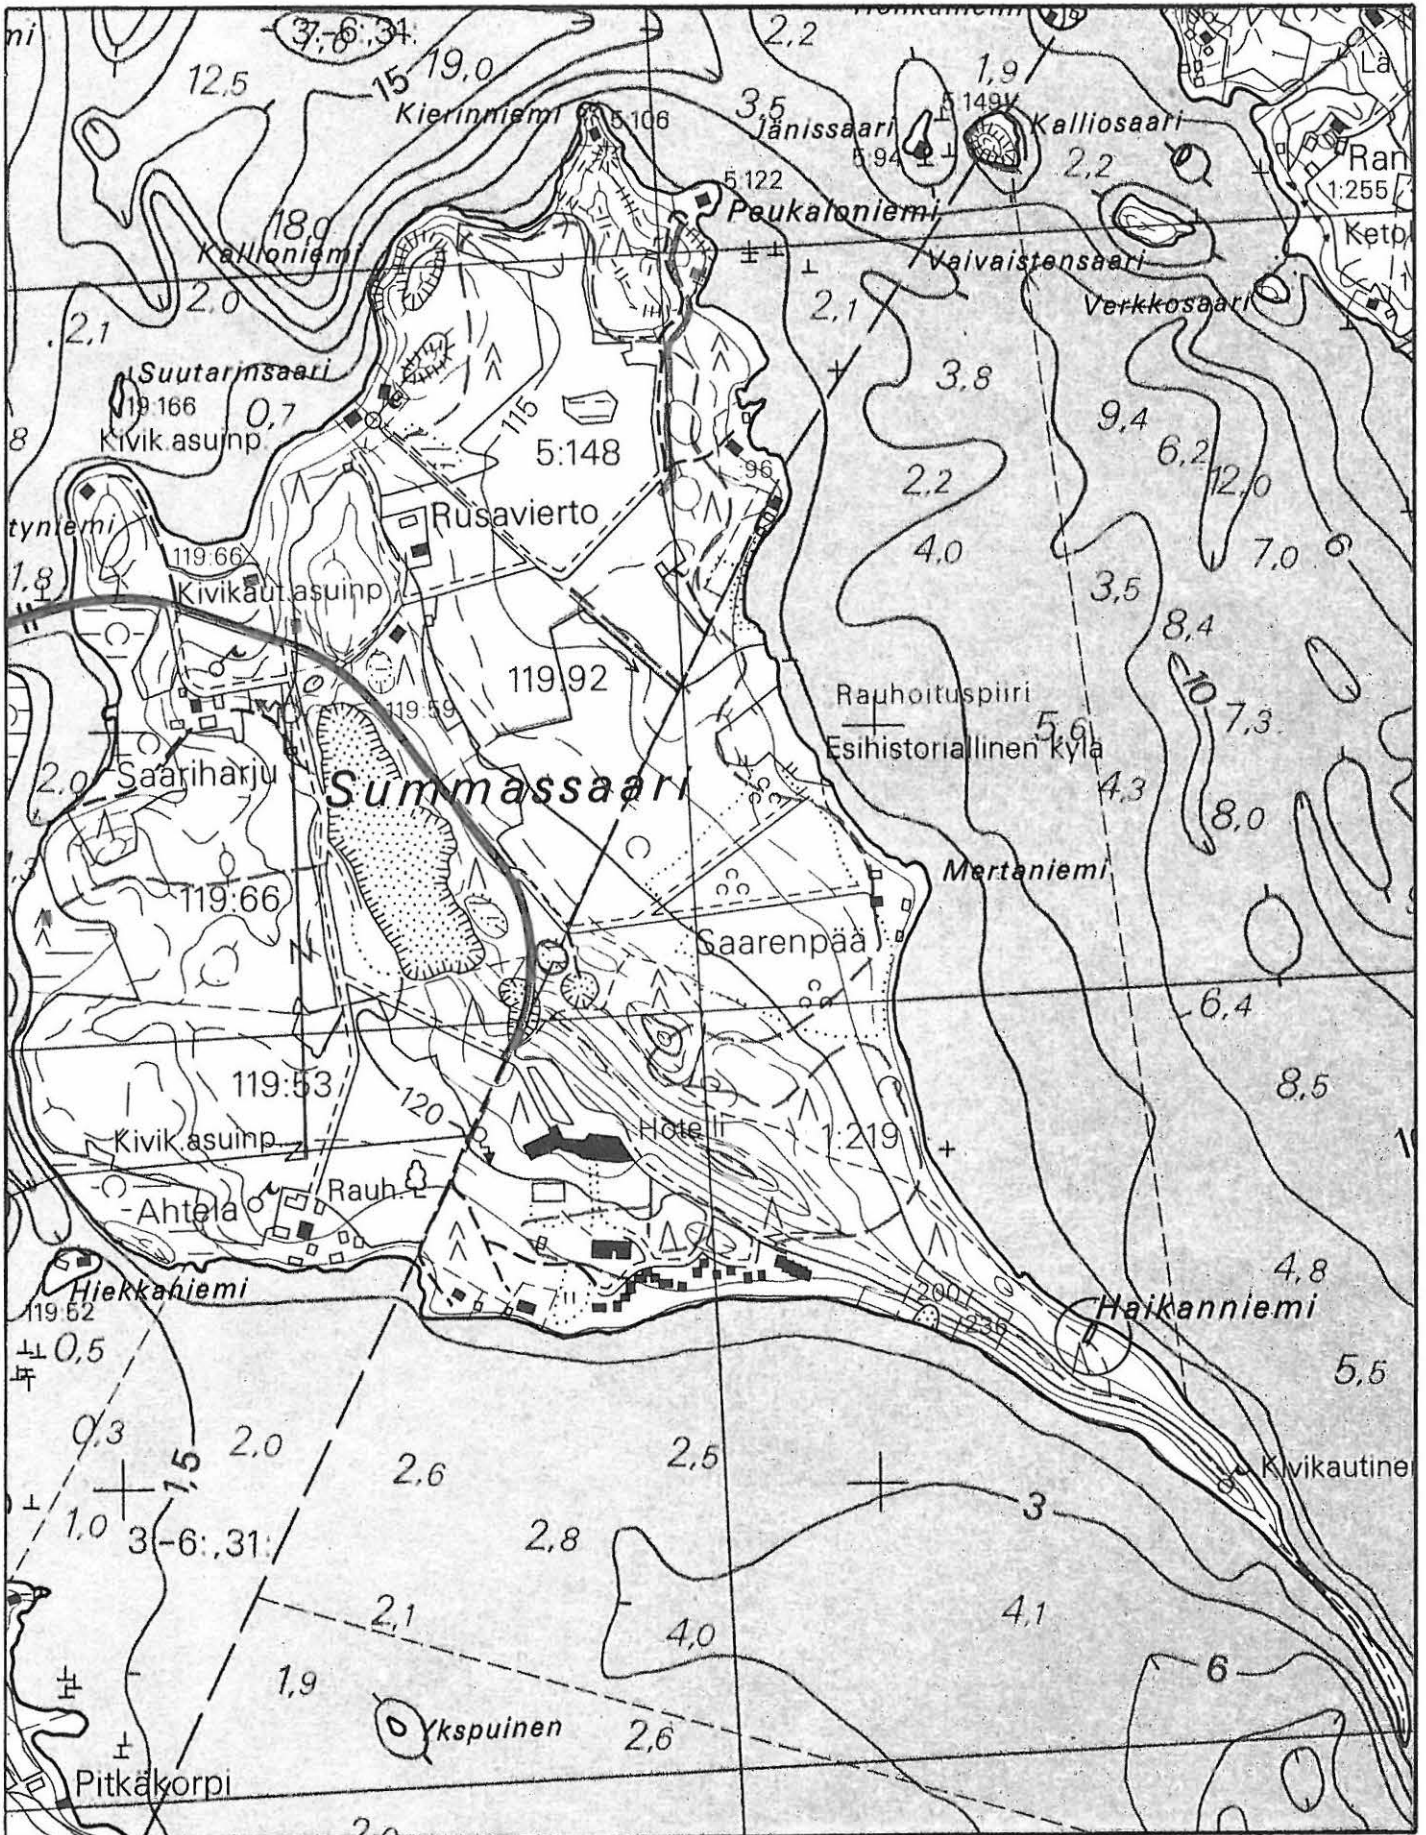 mi
3-6:,31:
2,2
1,9
La
12,5
15
19,0
Kierinniemi
5:106
3,5
Jänissaari
5:149
Kalliosaari
5:94
2,2
Ran
1:255
Keto
5:122
Peukaloniemi
18,0
Kallioniemi
2,0
Vaivaistensaari
Verkkosaari
2,1
2,1
Suutarinsaari
19:166
0,7
Kivik.asuinp.
8
115
5:148
3,8
9,4
6,2
12,0
2,2
:96
tyniemi
Rusavierto
4,0
7,0
6
119:66
1,8
Kivikaut.asuinp.
3,5
8,4
119:92
10
Rauhoituspiiri
119:59
5,6
7,3
Esihistoriallinen kylä
2,0
Saariharju
Summassaari
4,3
8,0
Mertaniemi
119:66
Saarenpää
6,4
119:53
120
8,5
Kivik.asuinp.
Hotelli
1:219
Ahtela
Rauh.
4,8
Hiekkaniemi
119:62
200
236
Haikanniemi
0,5
5,5
0,3
2,0
1,5
2,6
2,5
Kivikautine
1,0
3-6:,31:
2,8
3
2,1
4,0
4,1
1,9
6
Ykspuinen
2,6
Pitkäkorpi